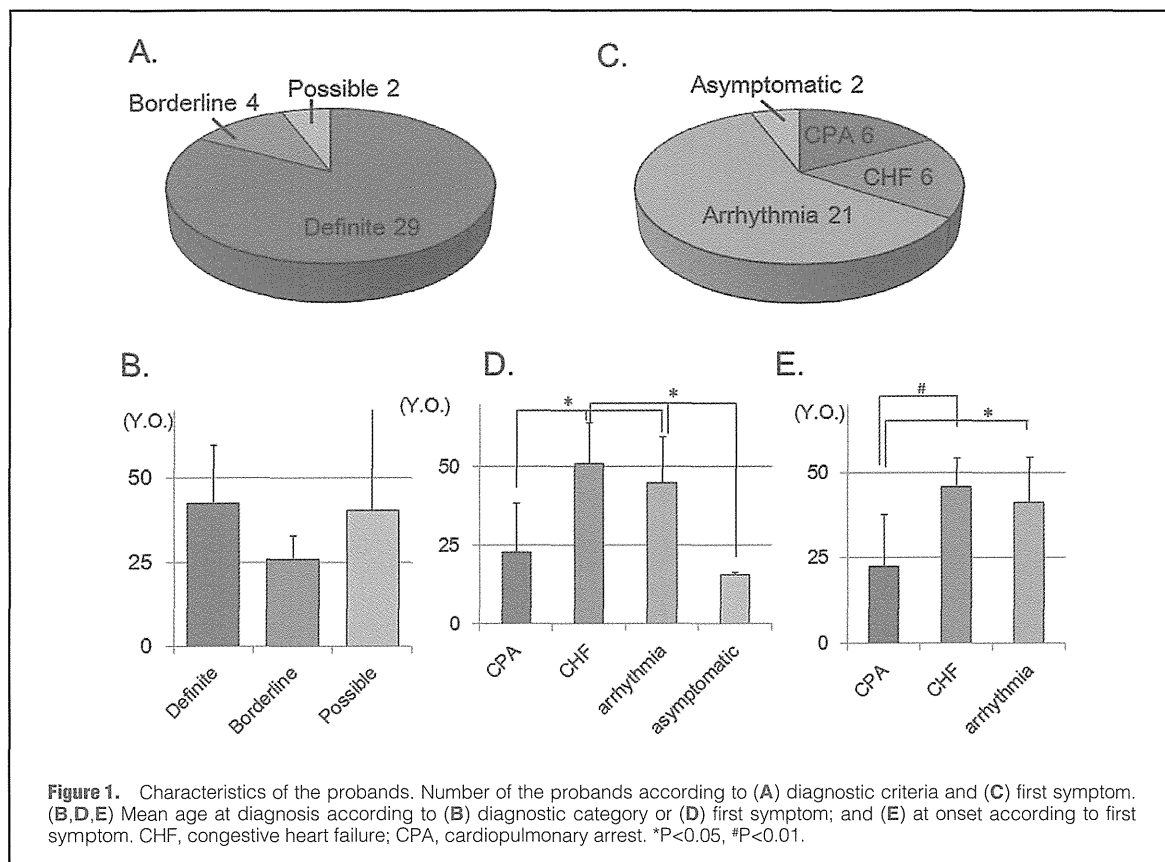 A.
Possible 2
Borderline 4
Definite 29
C.
Asymptomatic 2
CPA 6
CHF 6
Arrhythmia 21
B.
(Y.O.)
50
25
0
Definite
Borderline
Possible
D.
(Y.O.)
* *
50
25
0
CPA
CHF
arrhythmia
asymptomatic
E.
(Y.O.)
#
*
50
25
0
CPA
CHF
arrhythmia
Figure 1. Characteristics of the probands. Number of the probands according to (A) diagnostic criteria and (C) first symptom.
(B,D,E) Mean age at diagnosis according to (B) diagnostic category or (D) first symptom; and (E) at onset according to first
symptom. CHF, congestive heart failure; CPA, cardiopulmonary arrest. *P<0.05, #P<0.01.